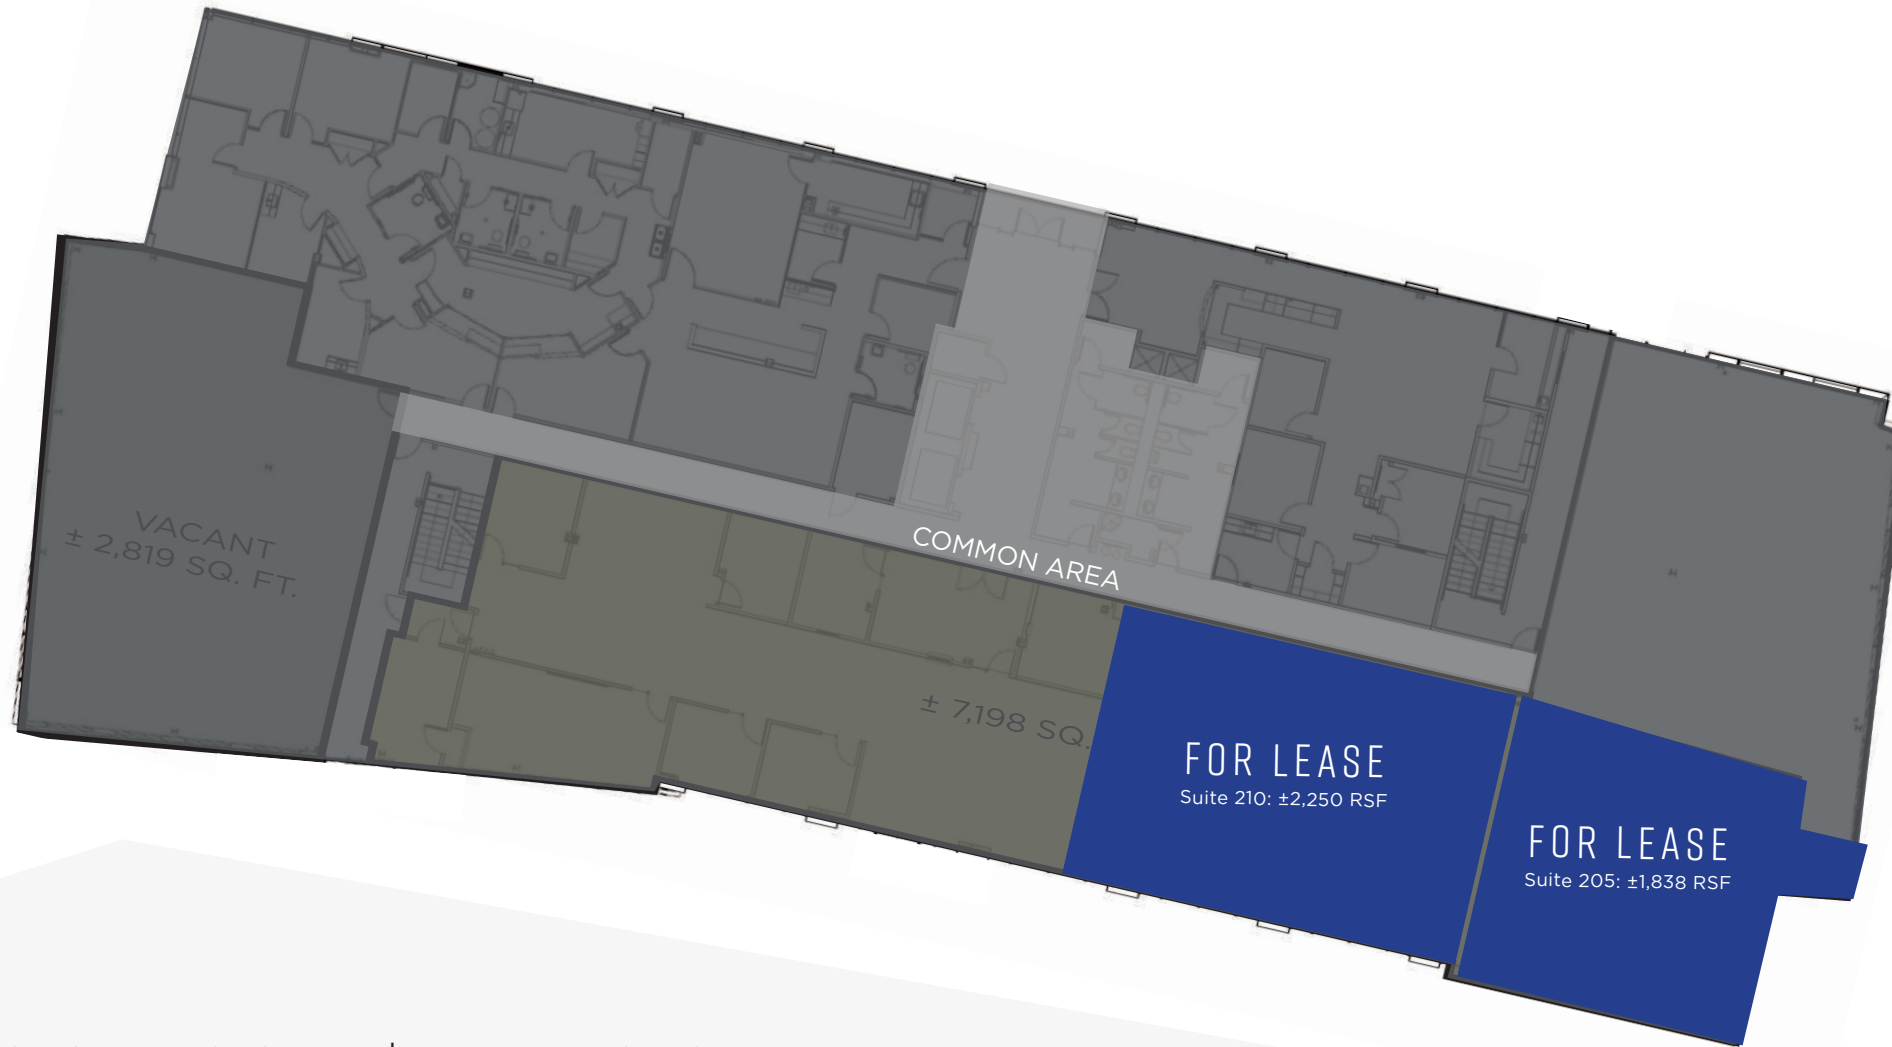 VACANT
± 2,819 SQ. FT.
COMMON AREA
± 7,198 SQ.
FOR LEASE
Suite 210: ±2,250 RSF
FOR LEASE
Suite 205: ±1,838 RSF